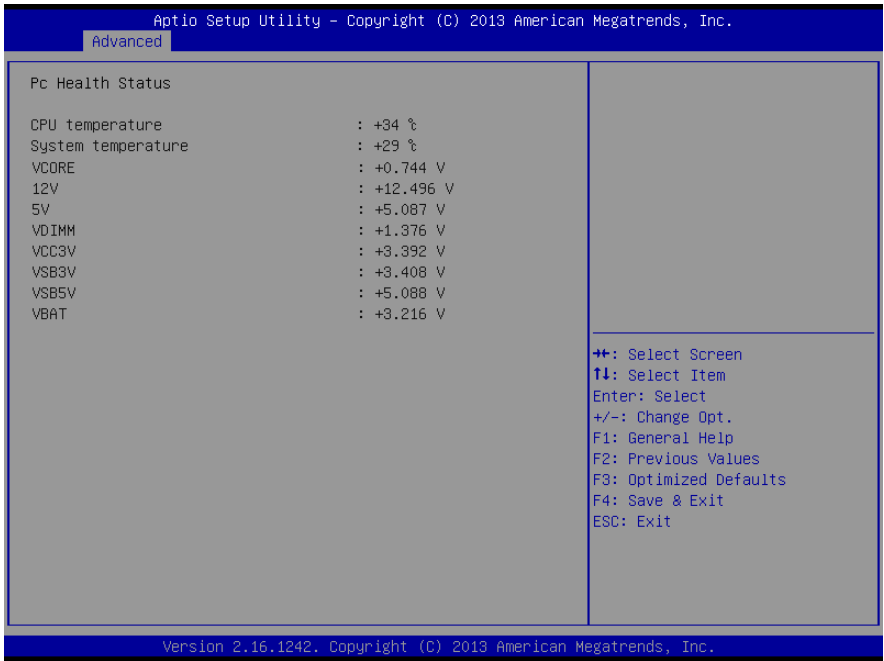 Aptio Setup Utility – Copyright (C) 2013 American Megatrends, Inc.
Advanced
Pc Health Status
CPU temperature : +34 ℃
System temperature : +29 ℃
VCORE : +0.744 V
12V : +12.496 V
5V : +5.087 V
VDIMM : +1.376 V
VCC3V : +3.392 V
VSB3V : +3.408 V
VSB5V : +5.088 V
VBAT : +3.216 V
→←: Select Screen
↑↓: Select Item
Enter: Select
+/-: Change Opt.
F1: General Help
F2: Previous Values
F3: Optimized Defaults
F4: Save & Exit
ESC: Exit
Version 2.16.1242. Copyright (C) 2013 American Megatrends, Inc.